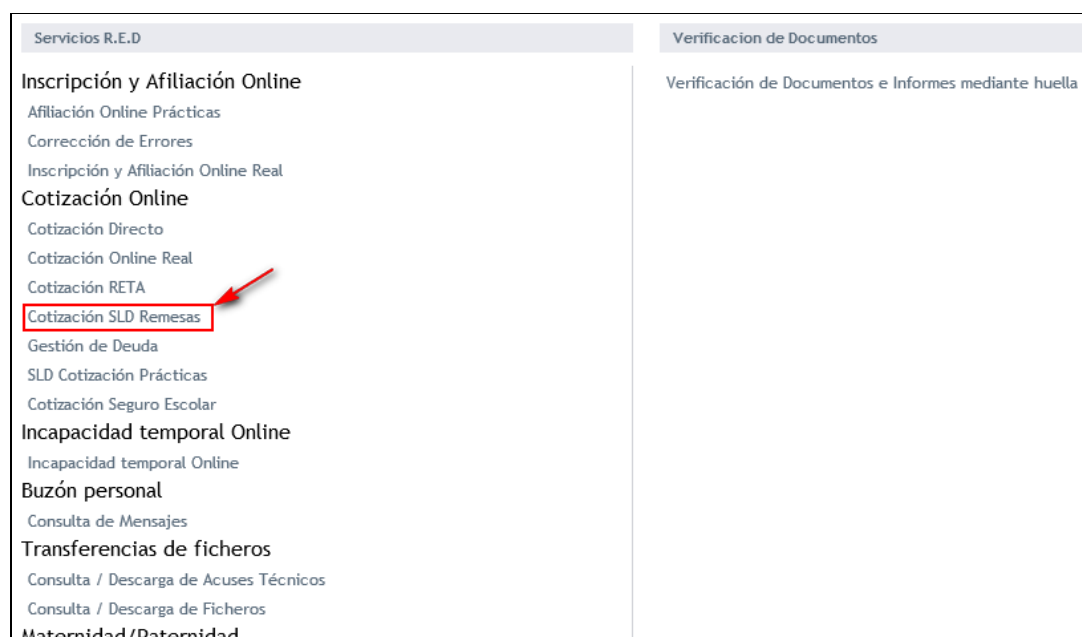 Servicios R.E.D
Verificacion de Documentos
Inscripción y Afiliación Online
Verificación de Documentos e Informes mediante huella
Afiliación Online Prácticas
Corrección de Errores
Inscripción y Afiliación Online Real
Cotización Online
Cotización Directo
Cotización Online Real
Cotización RETA
Cotización SLD Remesas
Gestión de Deuda
SLD Cotización Prácticas
Cotización Seguro Escolar
Incapacidad temporal Online
Incapacidad temporal Online
Buzón personal
Consulta de Mensajes
Transferencias de ficheros
Consulta / Descarga de Acuses Técnicos
Consulta / Descarga de Ficheros
Maternidad/Paternidad